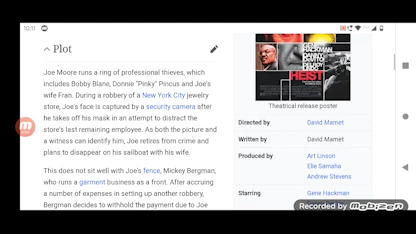 10:11
Plot
Joe Moore runs a ring of professional thieves, which
includes Bobby Blane, Donnie "Pinky" Pincus and Joe's
wife Fran. During a robbery of a New York City jewelry
store, Joe's face is captured by a security camera after
he takes off his mask in an attempt to distract the
store's last remaining employee. As both the picture and
a witness can identify him, Joe retires from crime and
plans to disappear on his sailboat with his wife.
This does not sit well with Joe's fence, Mickey Bergman,
who runs a garment business as a front. After accruing
a number of expenses in setting up another robbery,
Bergman decides to withhold the payment due to Joe
HACKMAN
DANNY
DEVITO
DELROY
LINDO
HEIST
Theatrical release poster
Directed by David Mamet
Written by David Mamet
Produced by Art Linson
Elie Samaha
Andrew Stevens
Starring Gene Hackman
Recorded by Mobizen